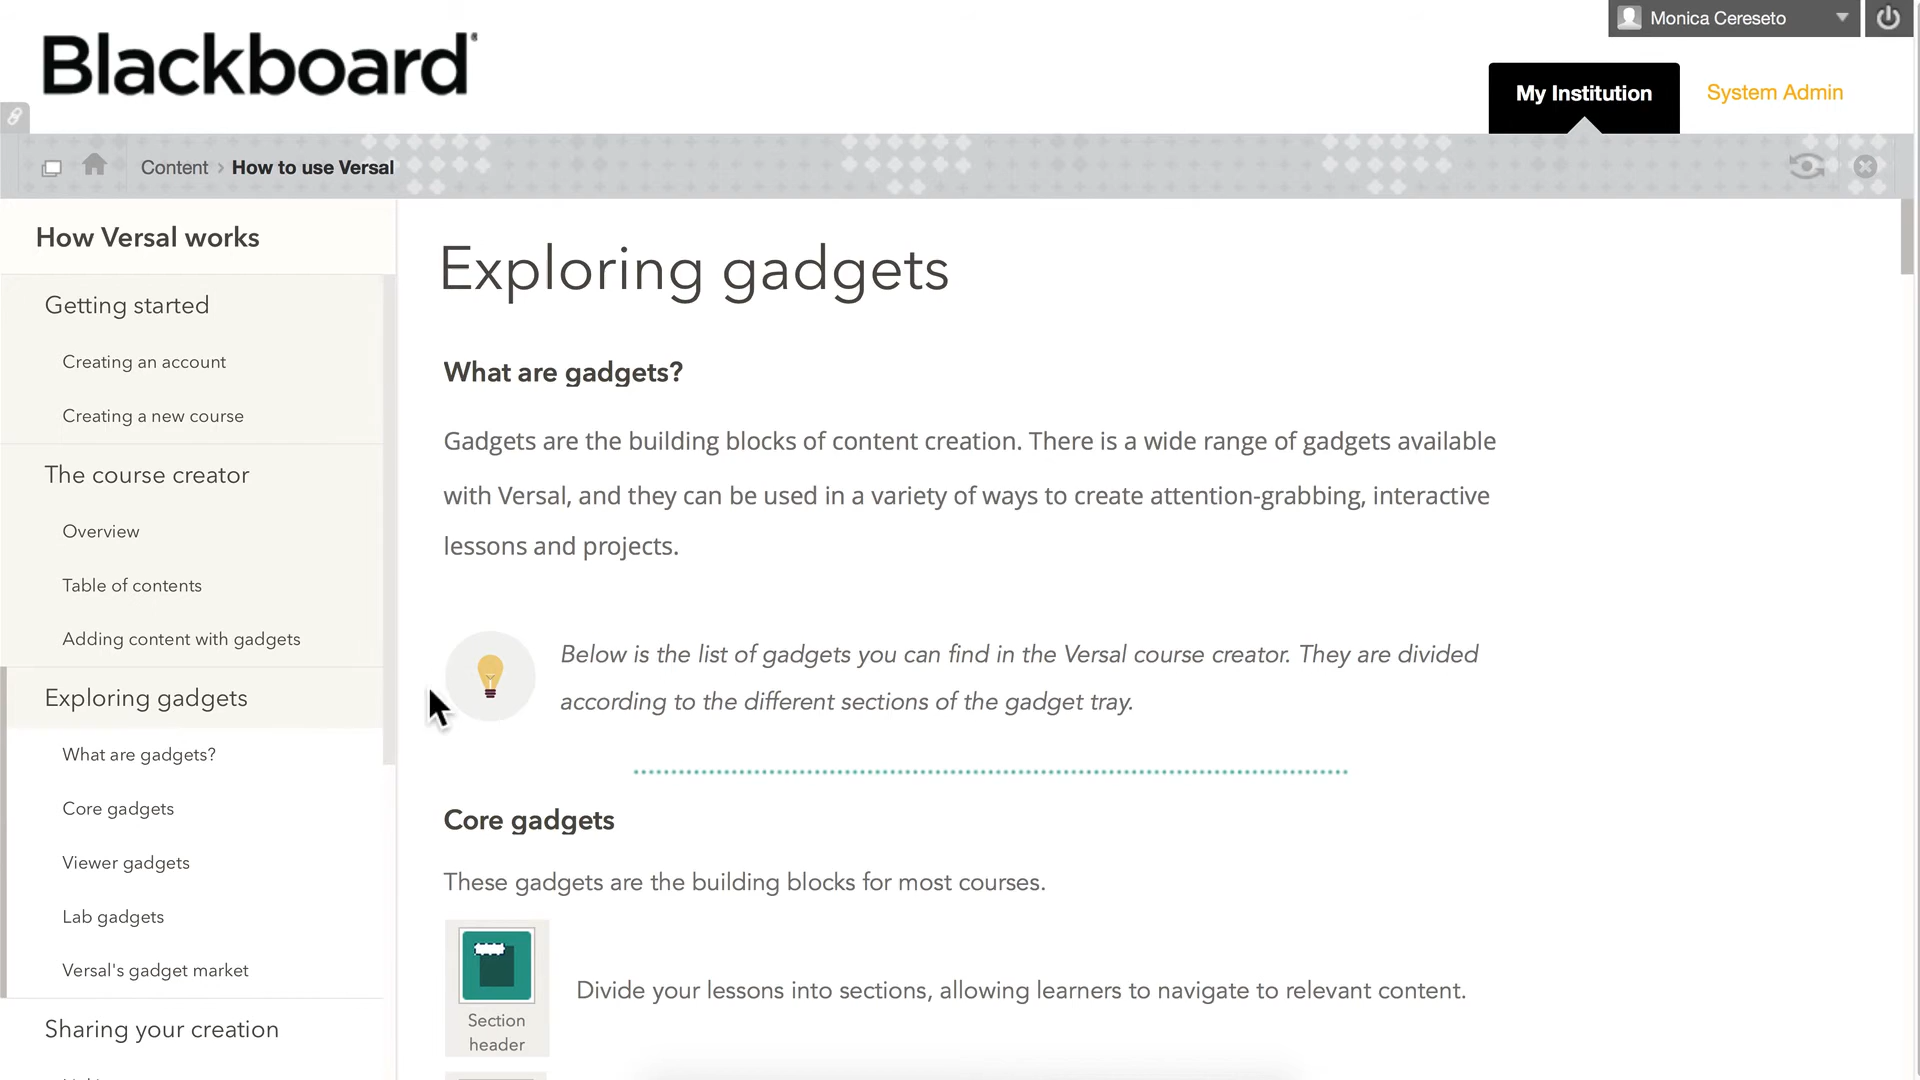 Monica Cereseto
Blackboard
My Institution
System Admin
Content › How to use Versal
How Versal works
Getting started
Creating an account
Creating a new course
The course creator
Overview
Table of contents
Adding content with gadgets
Exploring gadgets
What are gadgets?
Core gadgets
Viewer gadgets
Lab gadgets
Versal's gadget market
Sharing your creation
Exploring gadgets
What are gadgets?
Gadgets are the building blocks of content creation. There is a wide range of gadgets available
with Versal, and they can be used in a variety of ways to create attention-grabbing, interactive
lessons and projects.
Below is the list of gadgets you can find in the Versal course creator. They are divided
according to the different sections of the gadget tray.
Core gadgets
These gadgets are the building blocks for most courses.
Section
header
Divide your lessons into sections, allowing learners to navigate to relevant content.